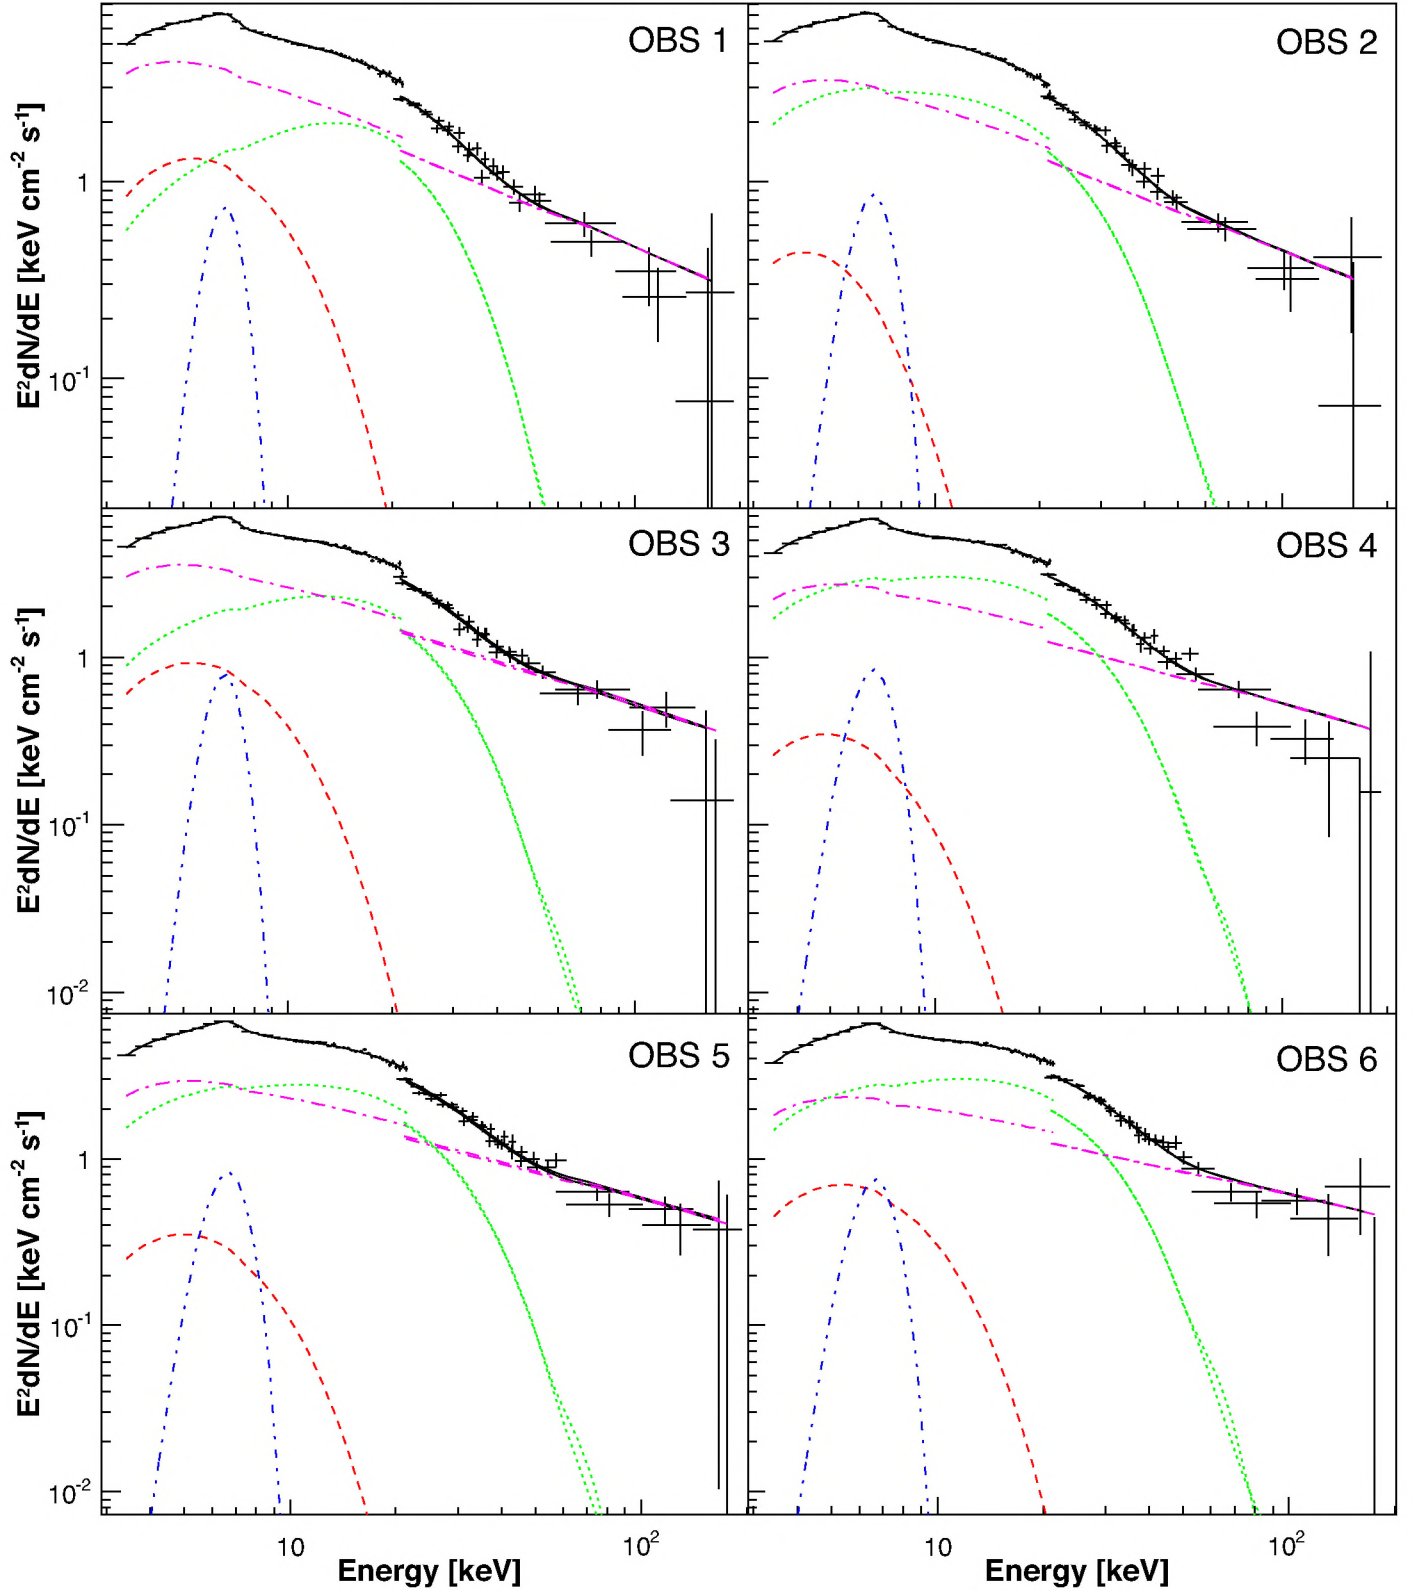 OBS 1
OBS 2
E²dN/dE [keV cm⁻² s⁻¹]
1
10⁻¹
OBS 3
OBS 4
E²dN/dE [keV cm⁻² s⁻¹]
1
10⁻¹
10⁻²
OBS 5
OBS 6
E²dN/dE [keV cm⁻² s⁻¹]
1
10⁻¹
10⁻²
10
10²
10
10²
Energy [keV]
Energy [keV]